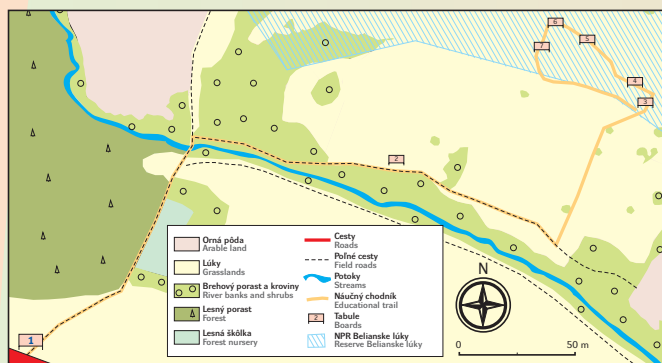 6
5
7
4
3
2
1
Orná pôda
Arable land
Lúky
Grasslands
Brehový porast a kroviny
River banks and shrubs
Lesný porast
Forest
Lesná škôlka
Forest nursery
Cesty
Roads
Poľné cesty
Field roads
Potoky
Streams
Náučný chodník
Educational trail
2
Tabule
Boards
NPR Belianske lúky
Reserve Belianske lúky
N
0 50 m